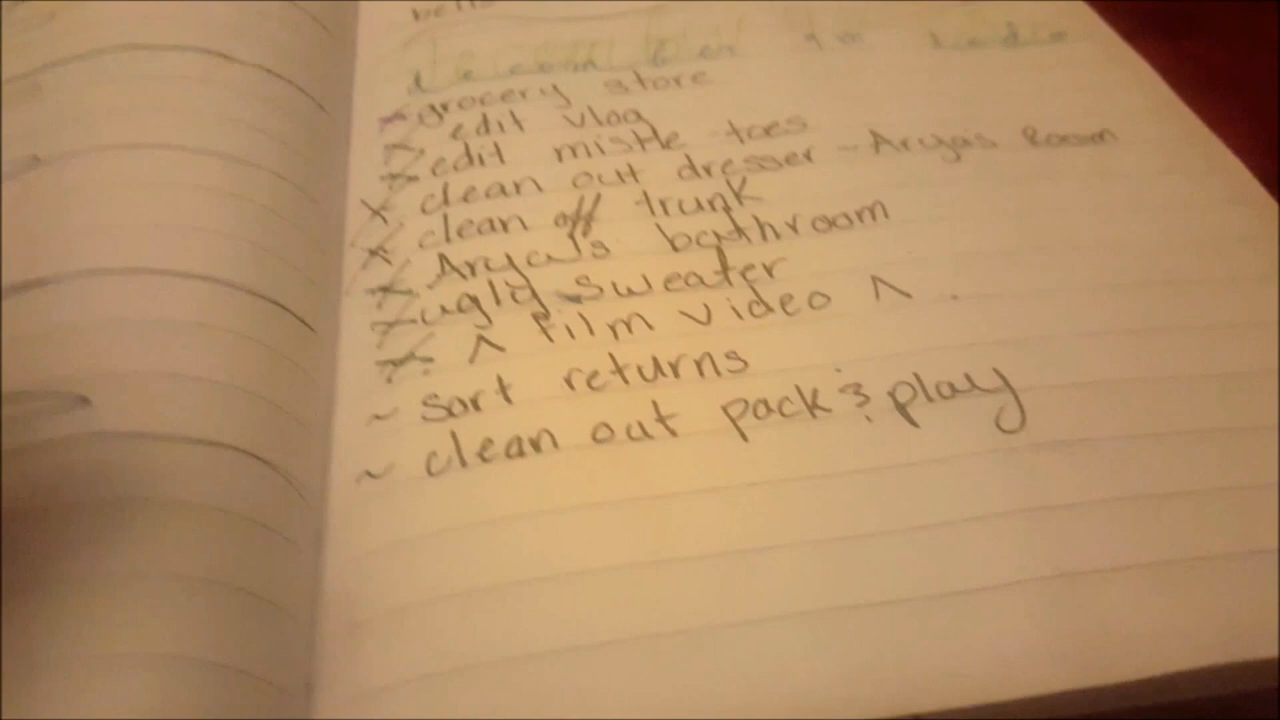 grocery store
edit vlog
edit mistle toes
clean out dresser - Aryas Room
clean off trunk
Arya's bathroom
ugly sweater
^ film video ^
~ sort returns
~ clean out pack & play